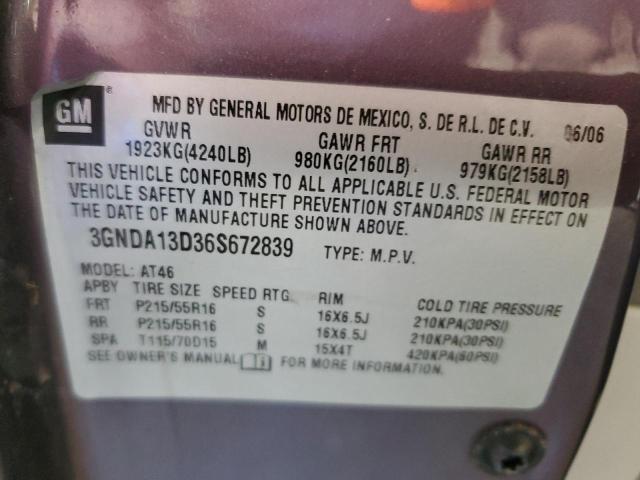 GM ® MFD BY GENERAL MOTORS DE MEXICO, S. DE R.L. DE C.V. 06/06
GVWR GAWR FRT GAWR RR
1923KG(4240LB) 980KG(2160LB) 979KG(2158LB)
THIS VEHICLE CONFORMS TO ALL APPLICABLE U.S. FEDERAL MOTOR
VEHICLE SAFETY AND THEFT PREVENTION STANDARDS IN EFFECT ON
THE DATE OF MANUFACTURE SHOWN ABOVE.
3GNDA13D36S672839 TYPE: M.P.V.
MODEL: AT46
APBY TIRE SIZE SPEED RTG. RIM COLD TIRE PRESSURE
FRT P215/55R16 S 16X6.5J 210KPA(30PSI)
RR P215/55R16 S 16X6.5J 210KPA(30PSI)
SPA T115/70D15 M 15X4T 420KPA(60PSI)
SEE OWNER'S MANUAL FOR MORE INFORMATION.